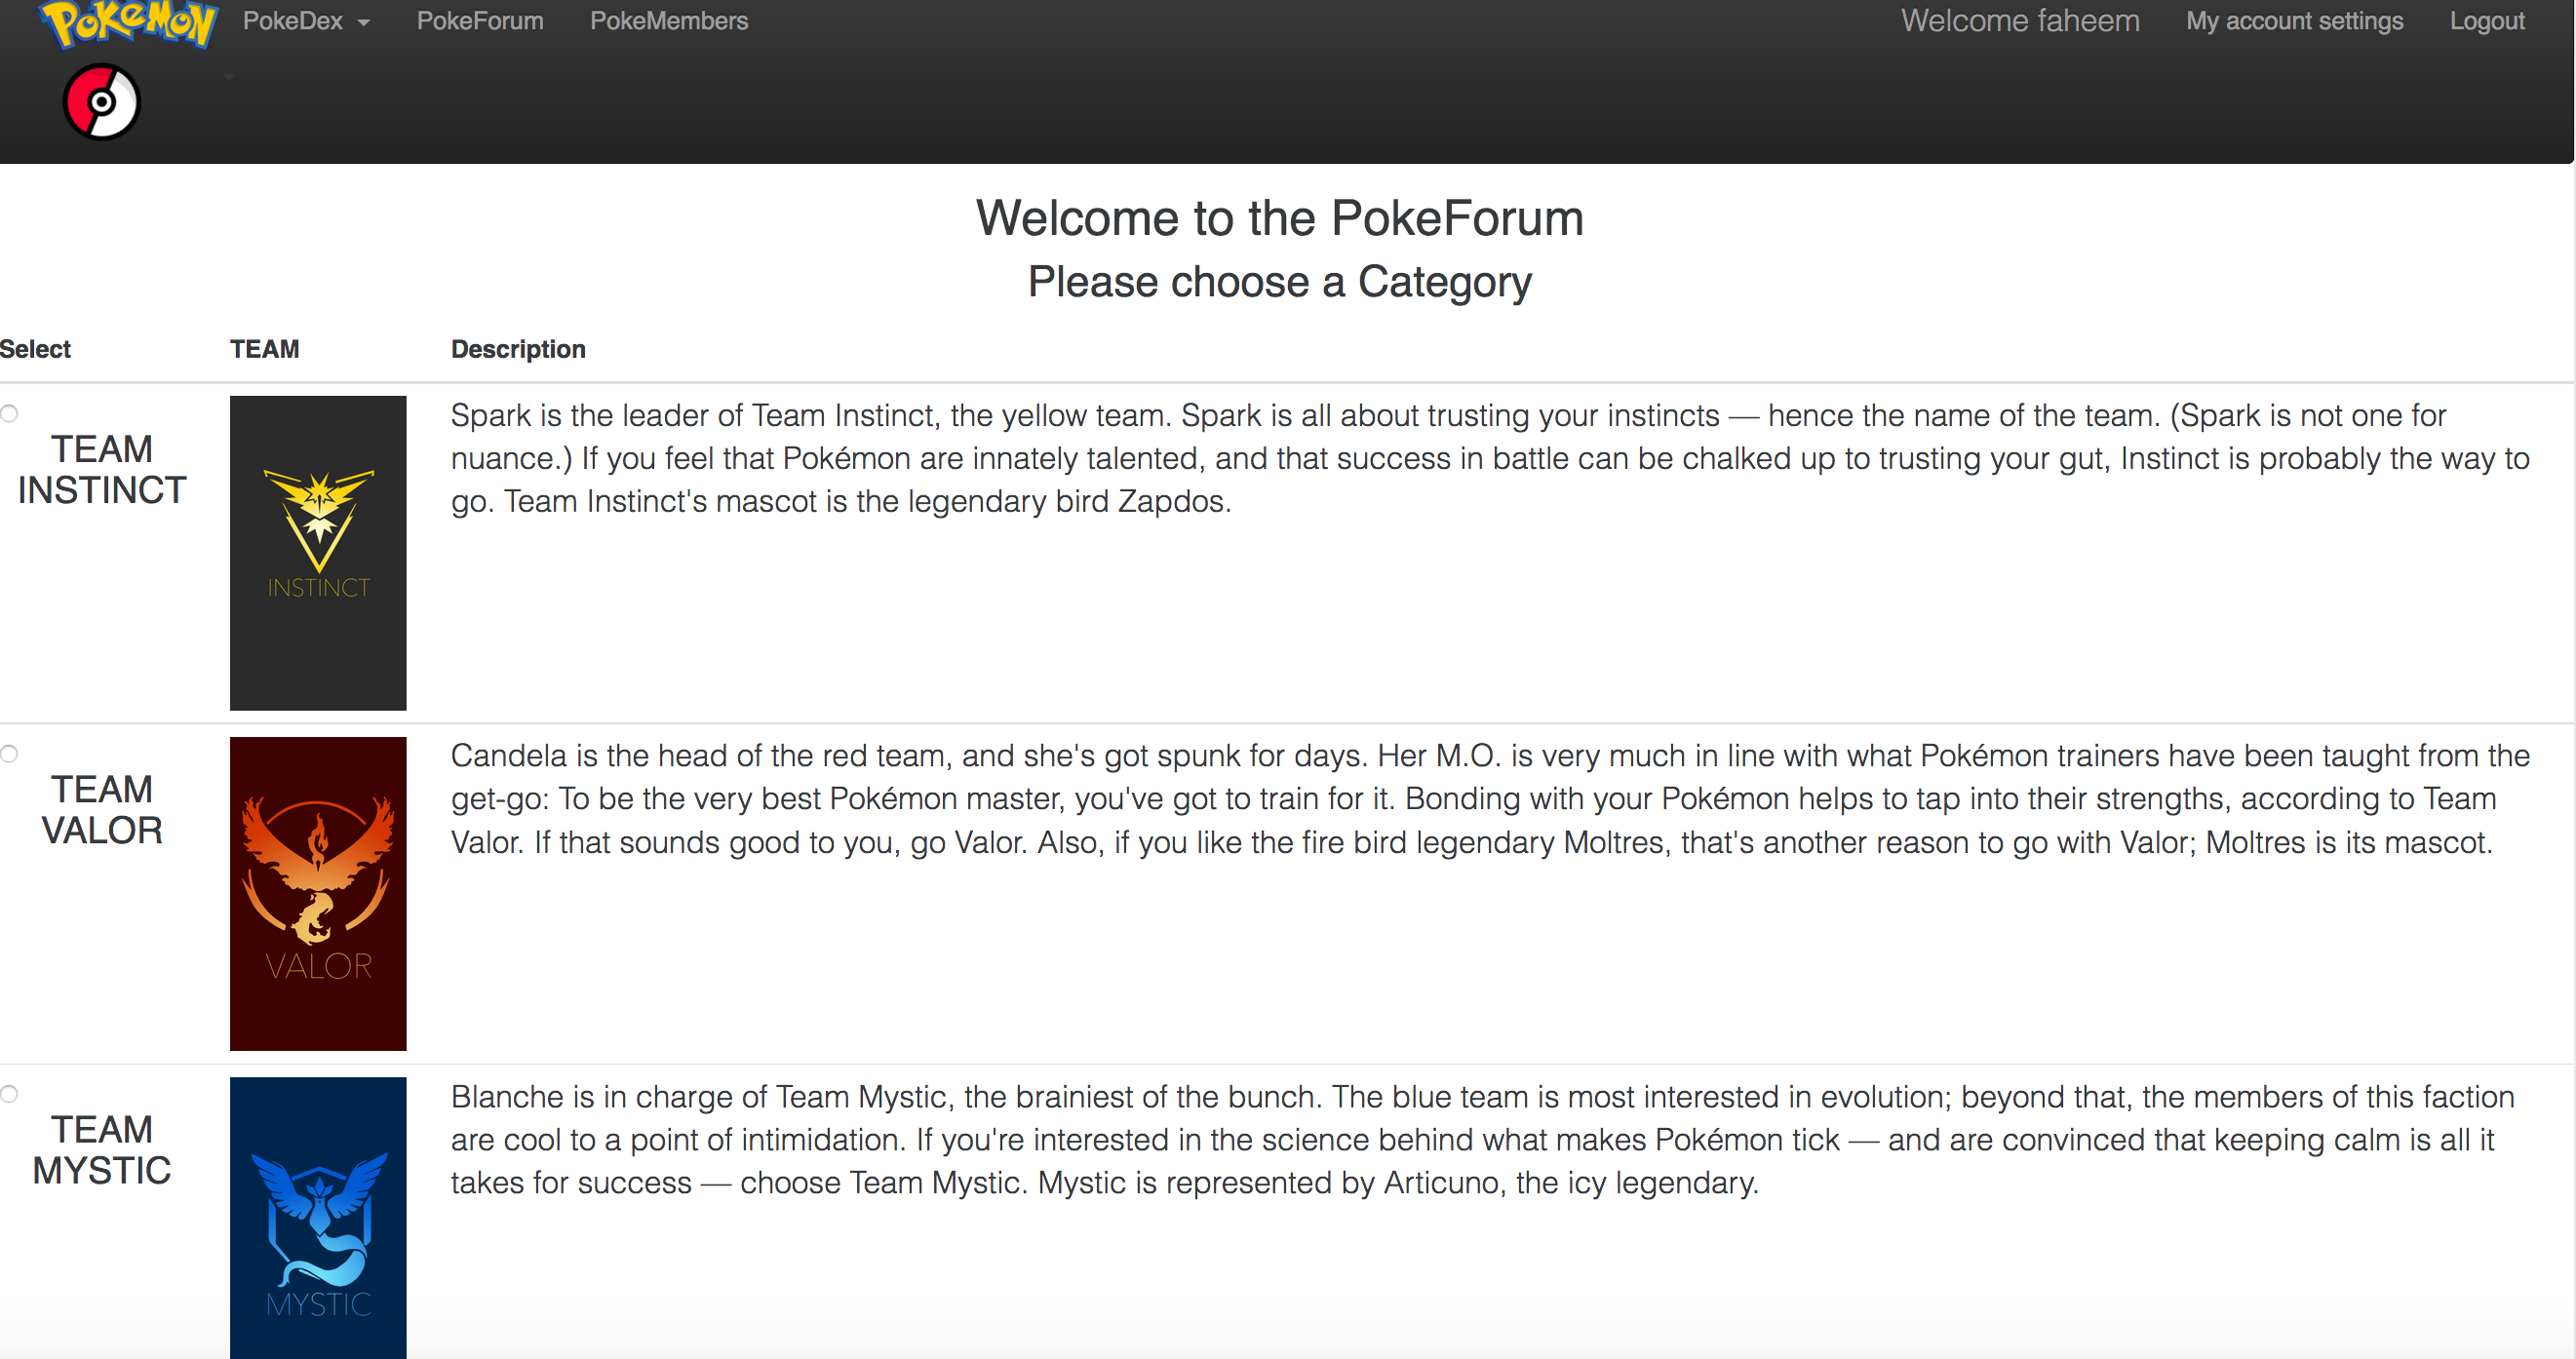 POKéMON PokeDex PokeForum PokeMembers Welcome faheem My account settings Logout
Welcome to the PokeForum
Please choose a Category
Select TEAM Description
TEAM
INSTINCT
INSTINCT
Spark is the leader of Team Instinct, the yellow team. Spark is all about trusting your instincts — hence the name of the team. (Spark is not one for
nuance.) If you feel that Pokémon are innately talented, and that success in battle can be chalked up to trusting your gut, Instinct is probably the way to
go. Team Instinct's mascot is the legendary bird Zapdos.
TEAM
VALOR
VALOR
Candela is the head of the red team, and she's got spunk for days. Her M.O. is very much in line with what Pokémon trainers have been taught from the
get-go: To be the very best Pokémon master, you've got to train for it. Bonding with your Pokémon helps to tap into their strengths, according to Team
Valor. If that sounds good to you, go Valor. Also, if you like the fire bird legendary Moltres, that's another reason to go with Valor; Moltres is its mascot.
TEAM
MYSTIC
MYSTIC
Blanche is in charge of Team Mystic, the brainiest of the bunch. The blue team is most interested in evolution; beyond that, the members of this faction
are cool to a point of intimidation. If you're interested in the science behind what makes Pokémon tick — and are convinced that keeping calm is all it
takes for success — choose Team Mystic. Mystic is represented by Articuno, the icy legendary.